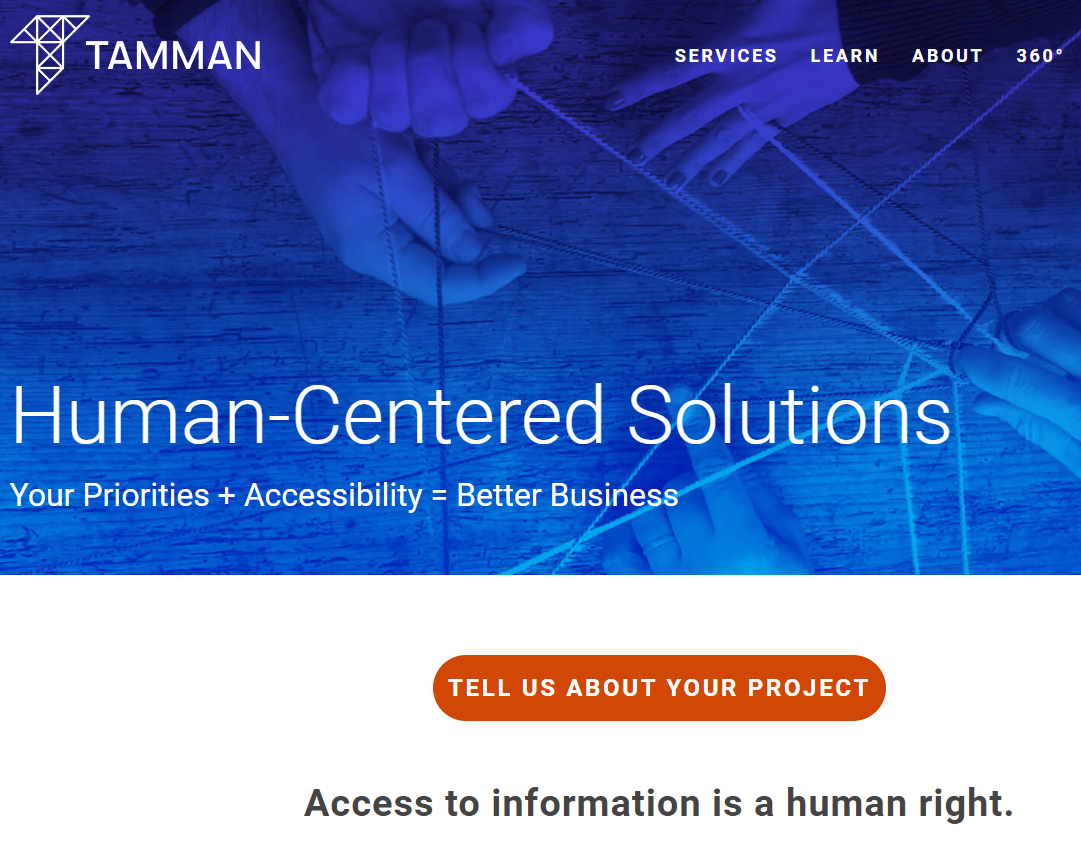 TAMMAN
SERVICES LEARN ABOUT 360°
Human-Centered Solutions
Your Priorities + Accessibility = Better Business
TELL US ABOUT YOUR PROJECT
Access to information is a human right.